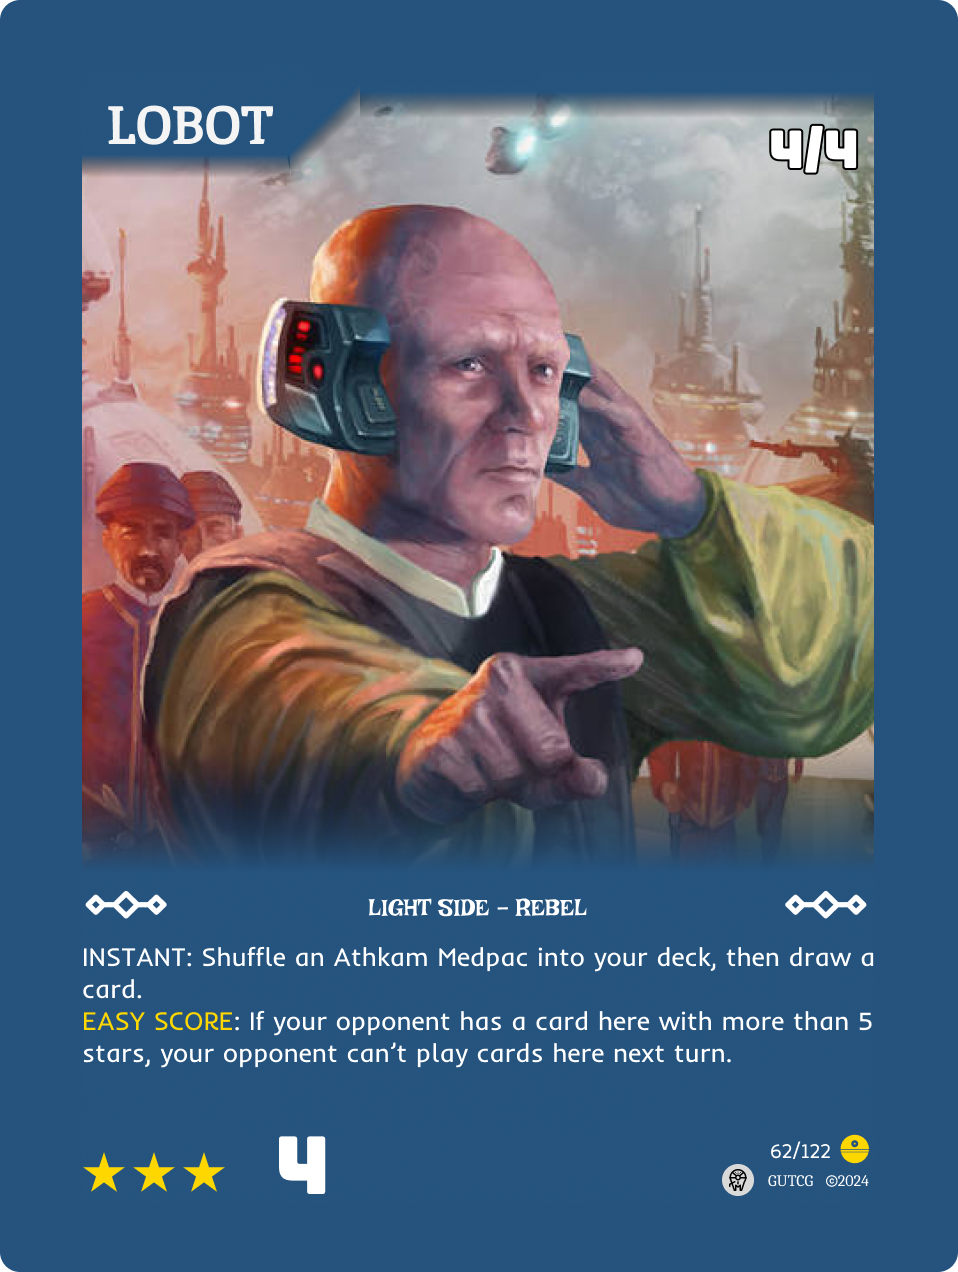 LOBOT
4/4
LIGHT SIDE – REBEL
INSTANT: Shuffle an Athkam Medpac into your deck, then draw a
card.
EASY SCORE: If your opponent has a card here with more than 5
stars, your opponent can’t play cards here next turn.
4
62/122
GUTCG ©2024